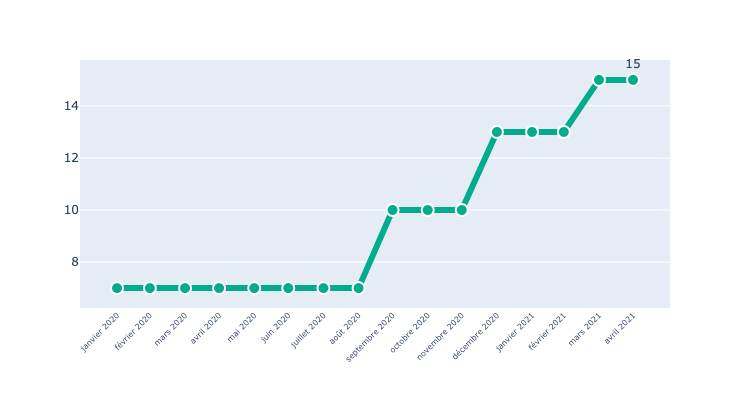 15
14
12
10
8
janvier 2020
février 2020
mars 2020
avril 2020
mai 2020
juin 2020
juillet 2020
août 2020
septembre 2020
octobre 2020
novembre 2020
décembre 2020
janvier 2021
février 2021
mars 2021
avril 2021